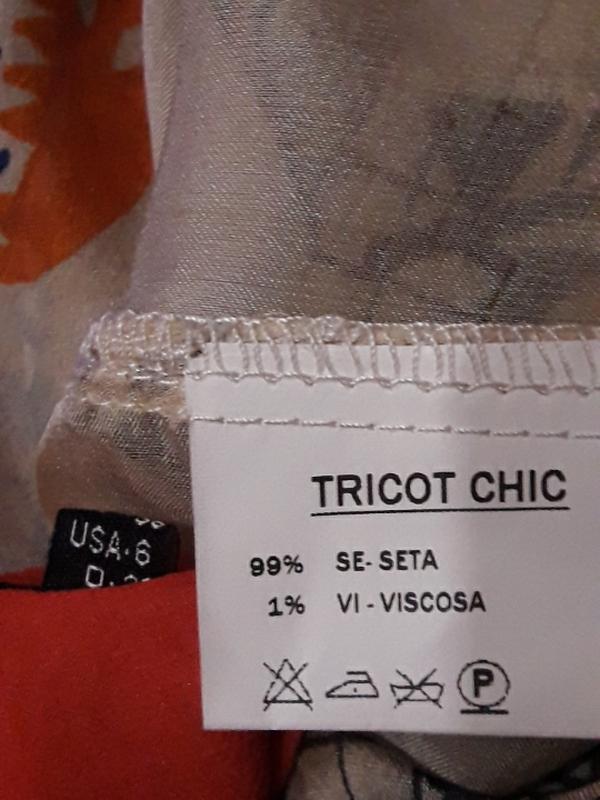 TRICOT CHIC
99% SE- SETA
1% VI - VISCOSA
P
USA·6